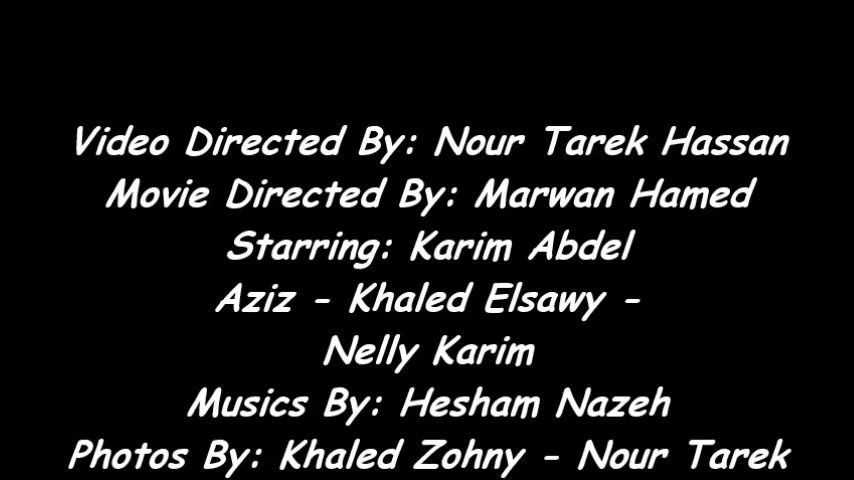 Video Directed By: Nour Tarek Hassan
Movie Directed By: Marwan Hamed
Starring: Karim Abdel
Aziz - Khaled Elsawy -
Nelly Karim
Musics By: Hesham Nazeh
Photos By: Khaled Zohny - Nour Tarek